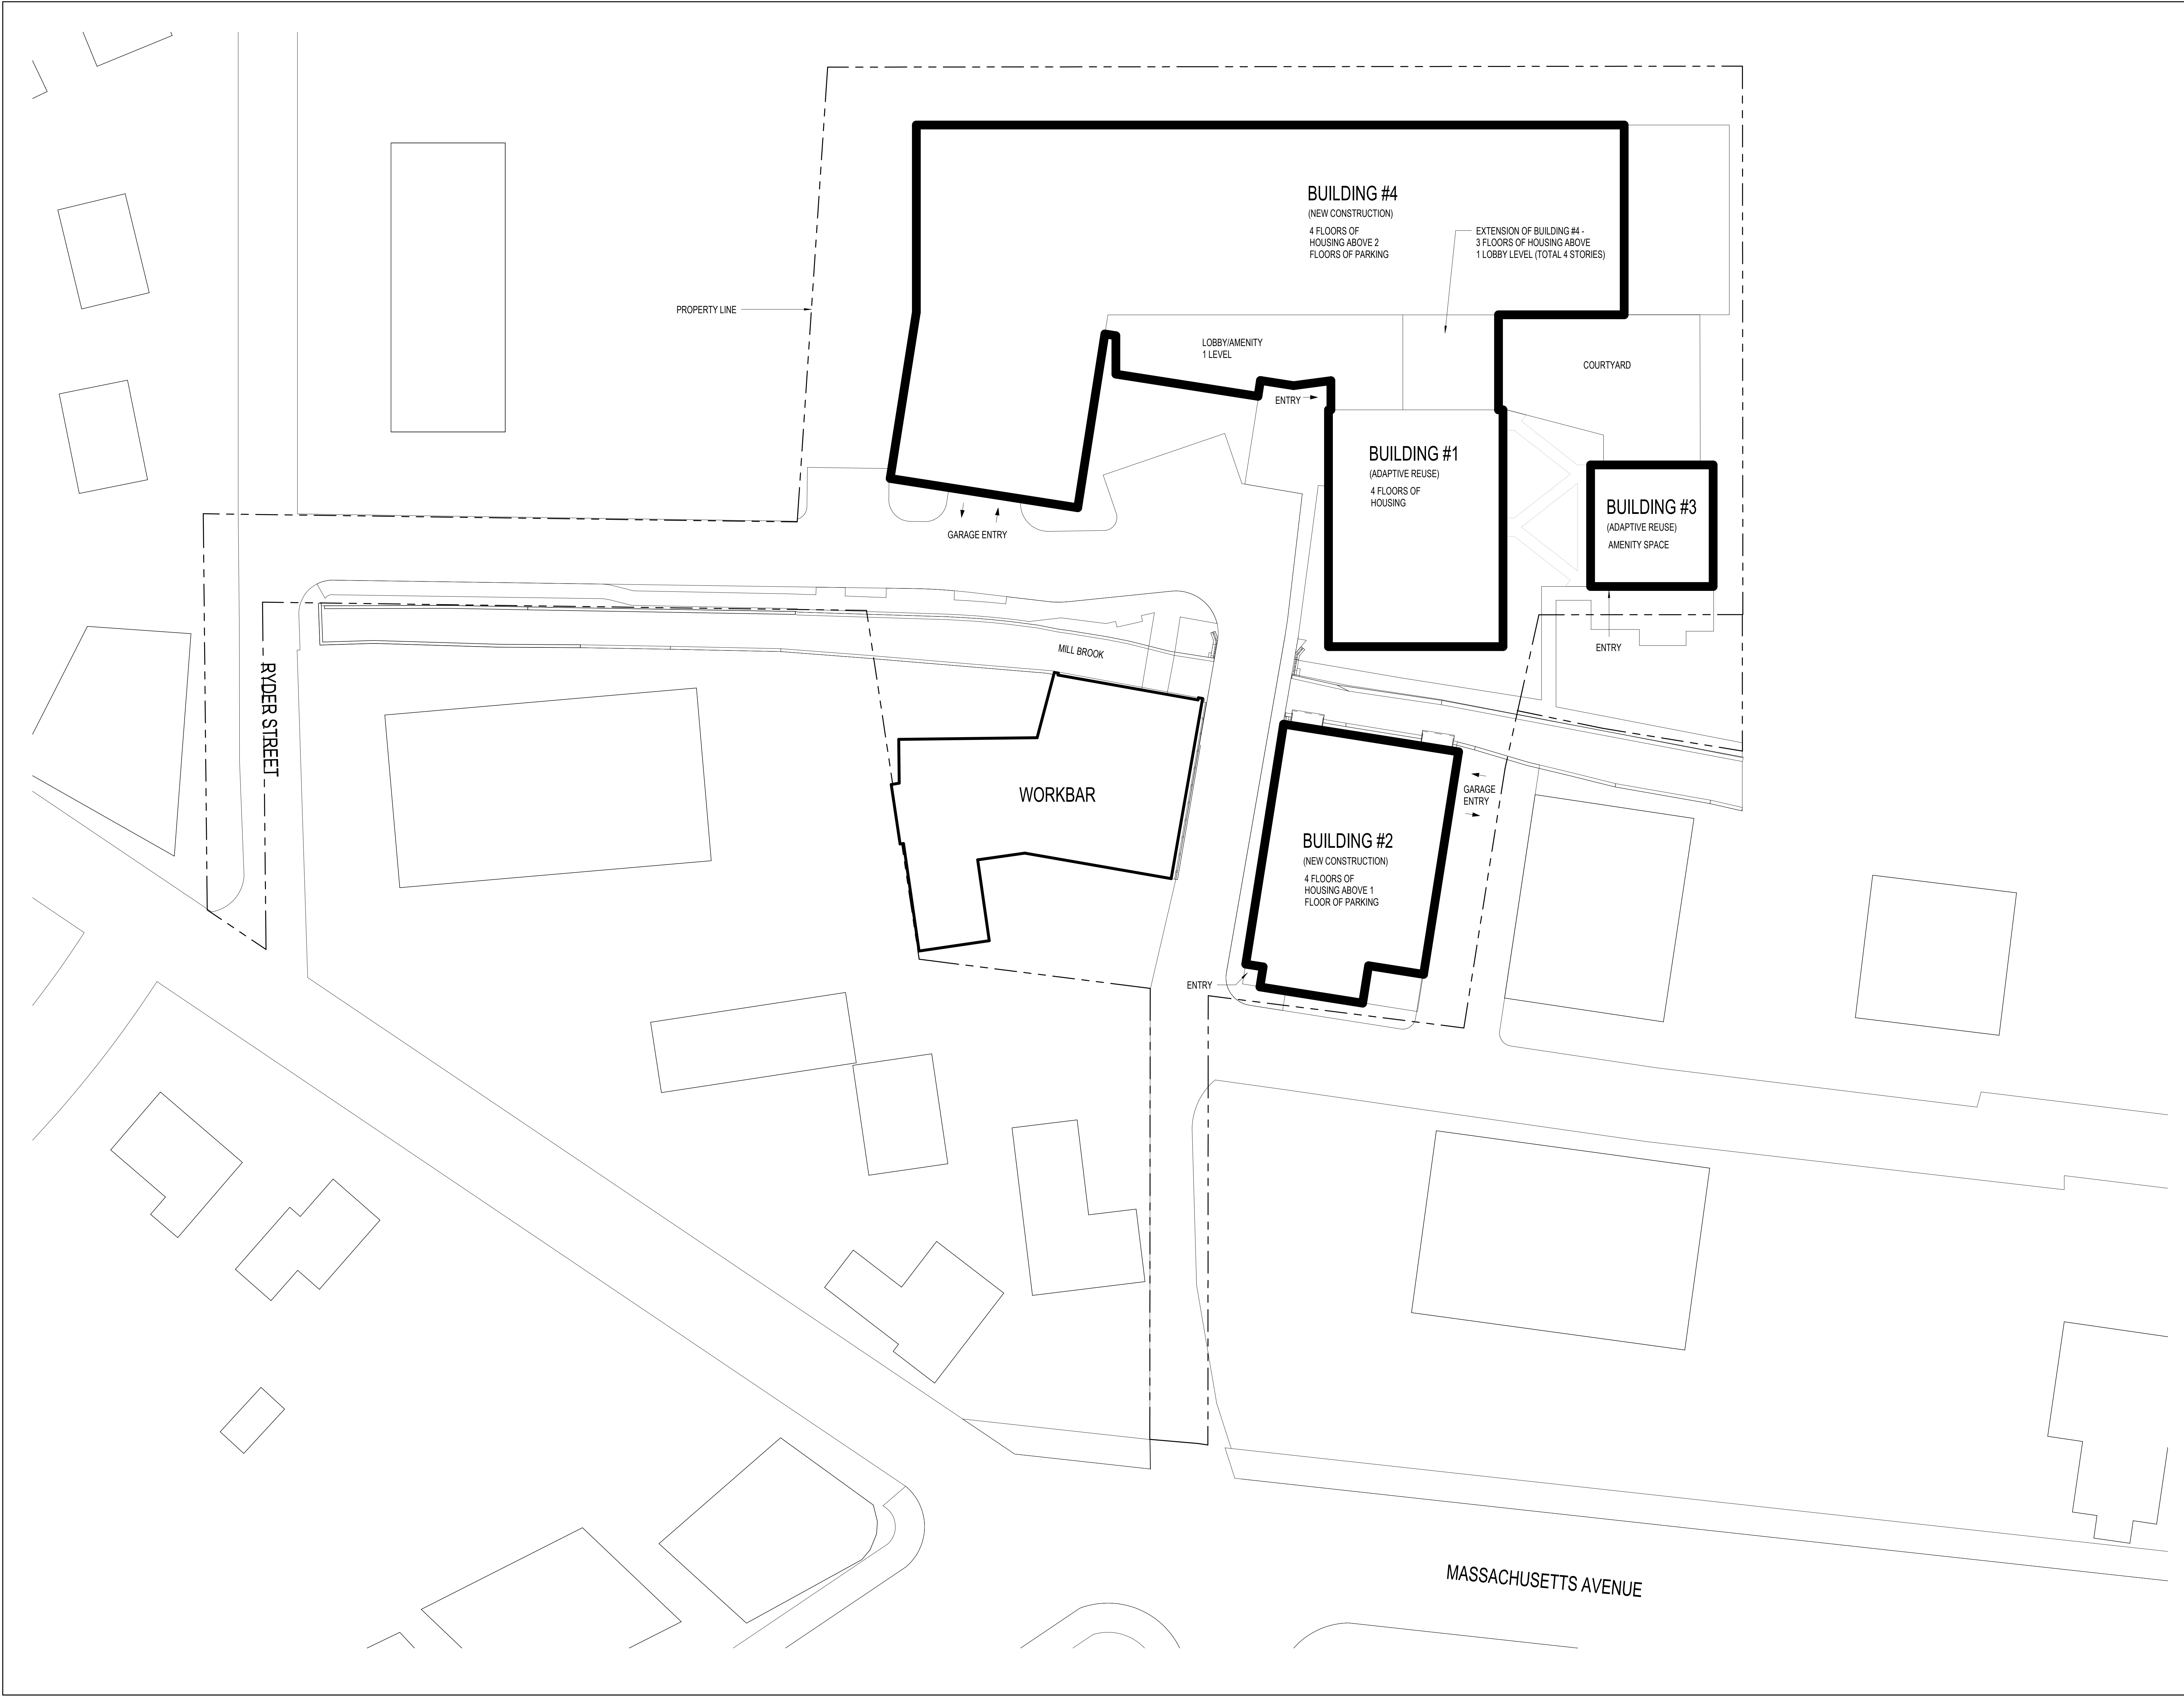 BUILDING #4
(NEW CONSTRUCTION)
4 FLOORS OF
HOUSING ABOVE 2
FLOORS OF PARKING
EXTENSION OF BUILDING #4 -
3 FLOORS OF HOUSING ABOVE
1 LOBBY LEVEL (TOTAL 4 STORIES)
PROPERTY LINE
LOBBY/AMENITY
1 LEVEL
COURTYARD
ENTRY
BUILDING #1
(ADAPTIVE REUSE)
4 FLOORS OF
HOUSING
BUILDING #3
(ADAPTIVE REUSE)
AMENITY SPACE
GARAGE ENTRY
ENTRY
MILL BROOK
RYDER STREET
WORKBAR
GARAGE
ENTRY
BUILDING #2
(NEW CONSTRUCTION)
4 FLOORS OF
HOUSING ABOVE 1
FLOOR OF PARKING
ENTRY
MASSACHUSETTS AVENUE